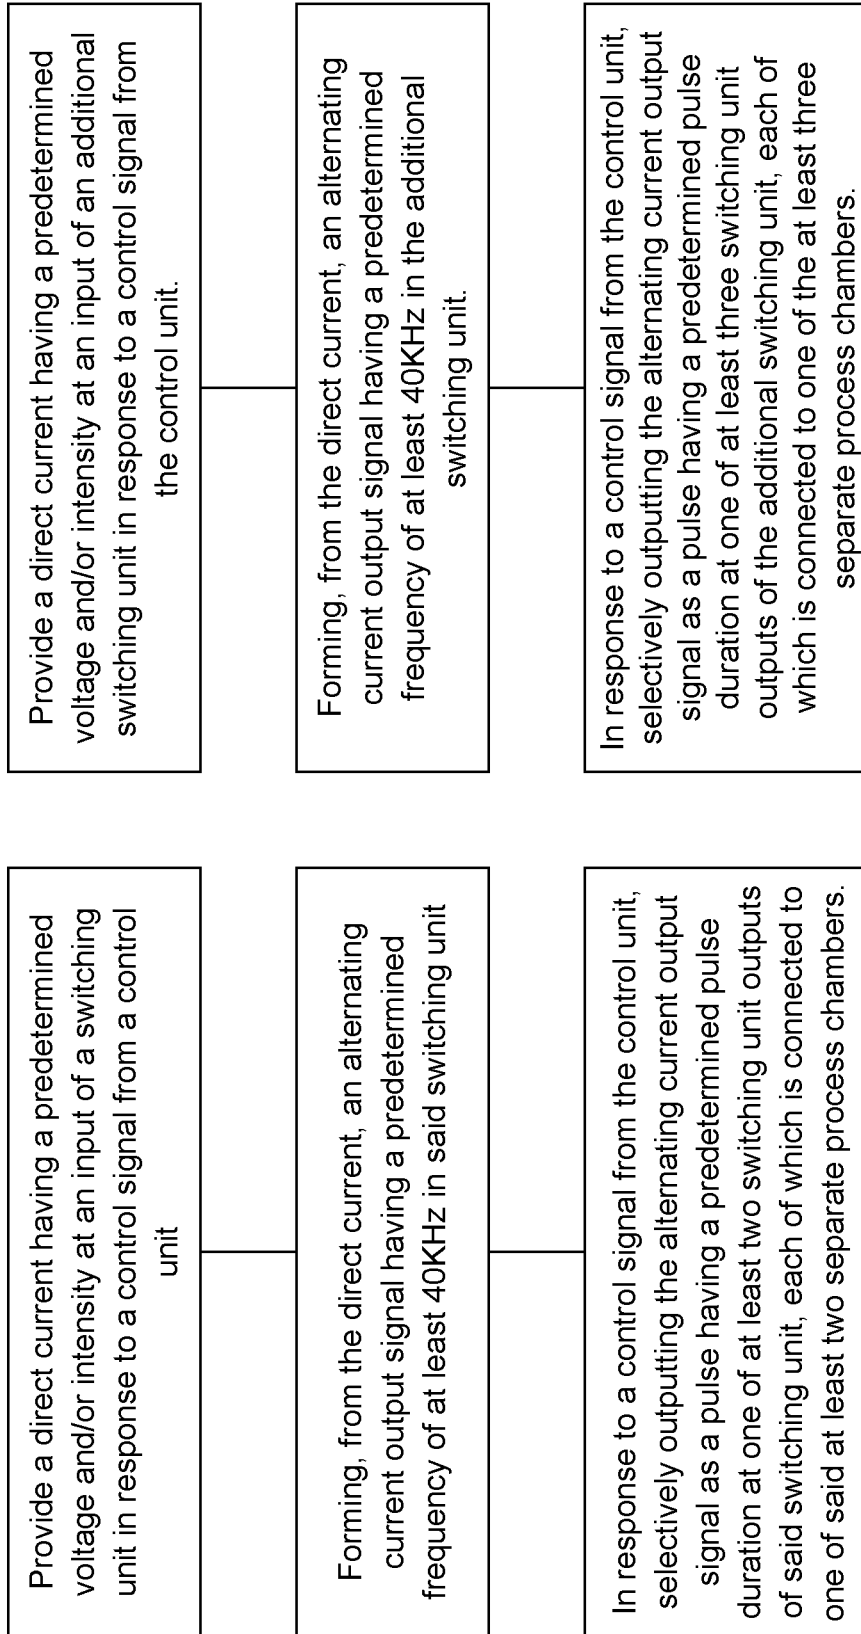 Provide a direct current having a predetermined
voltage and/or intensity at an input of a switching
unit in response to a control signal from a control
unit
Forming, from the direct current, an alternating
current output signal having a predetermined
frequency of at least 40KHz in said switching unit
In response to a control signal from the control unit,
selectively outputting the alternating current output
signal as a pulse having a predetermined pulse
duration at one of at least two switching unit outputs
of said switching unit, each of which is connected to
one of said at least two separate process chambers.
Provide a direct current having a predetermined
voltage and/or intensity at an input of an additional
switching unit in response to a control signal from
the control unit.
Forming, from the direct current, an alternating
current output signal having a predetermined
frequency of at least 40KHz in the additional
switching unit.
In response to a control signal from the control unit,
selectively outputting the alternating current output
signal as a pulse having a predetermined pulse
duration at one of at least three switching unit
outputs of the additional switching unit, each of
which is connected to one of the at least three
separate process chambers.